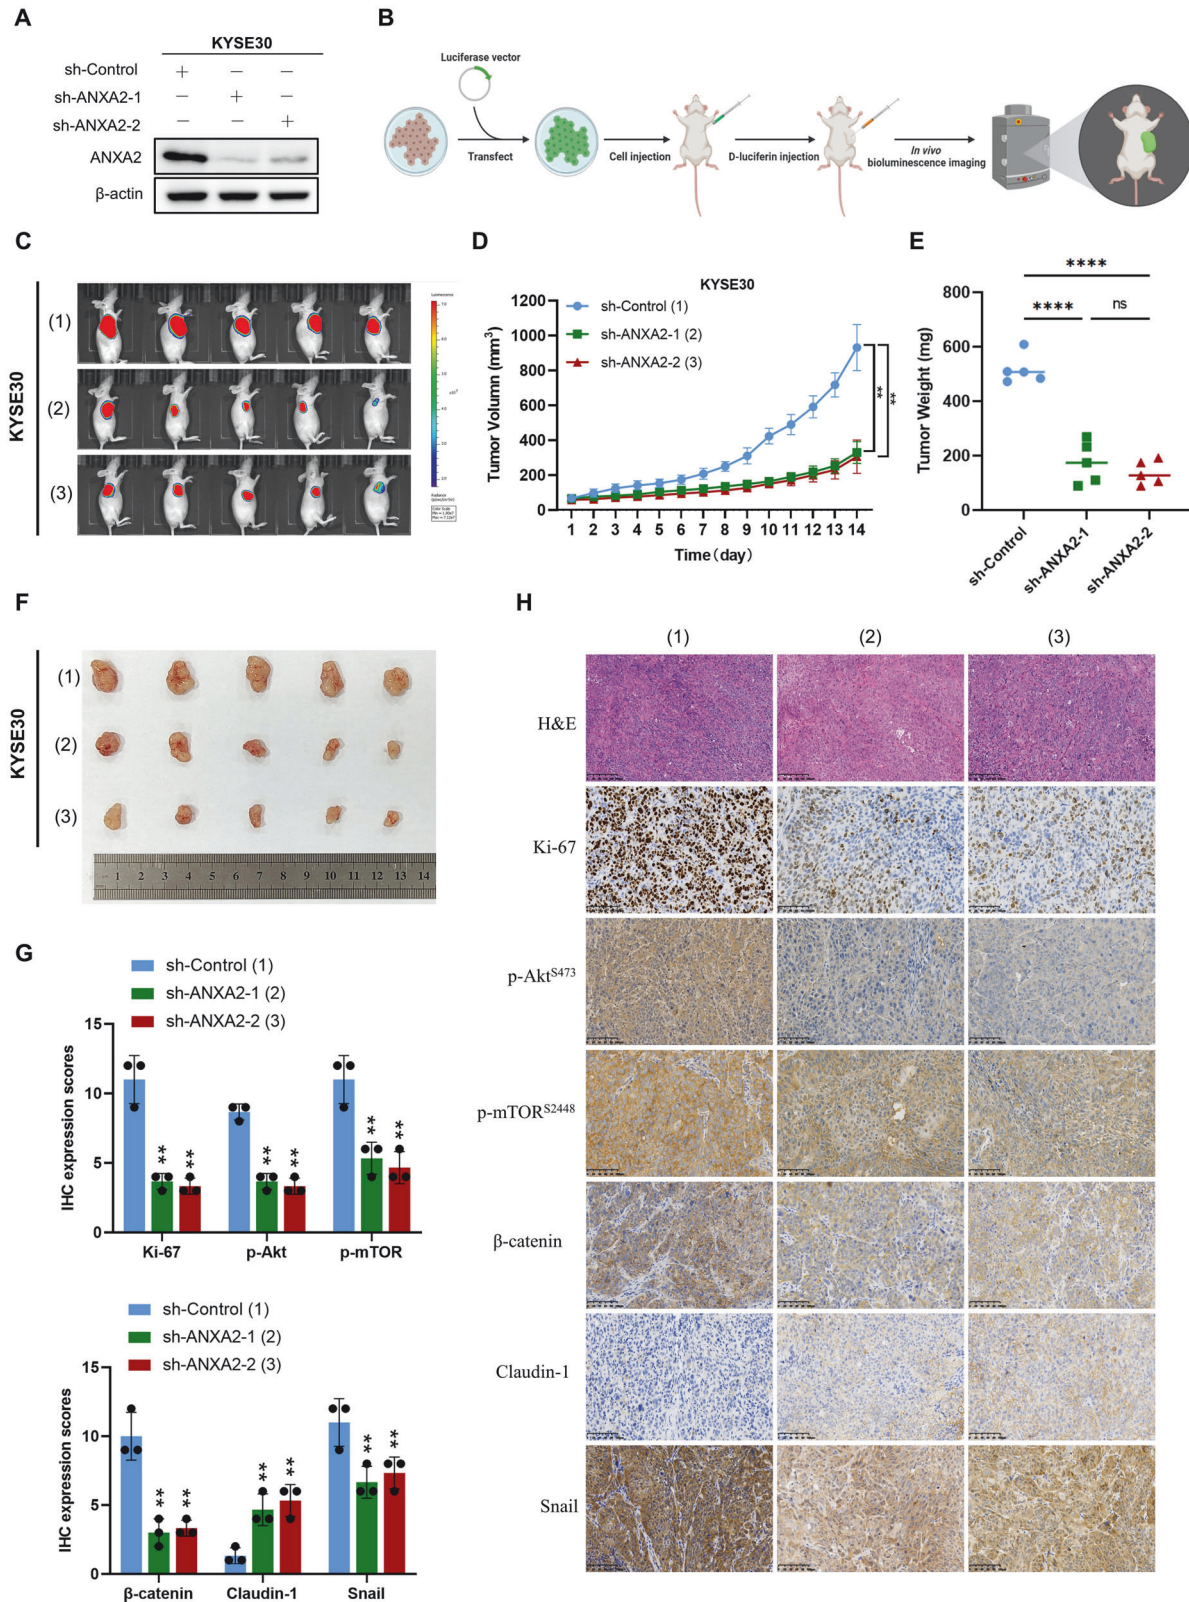 A
KYSE30
sh-Control + − −
sh-ANXA2-1 − + −
sh-ANXA2-2 − − +
ANXA2
β-actin
B
Luciferase vector
Transfect
Cell injection
D-luciferin injection
In vivo
bioluminescence imaging
C
KYSE30
(1)
(2)
(3)
Luminescence
D
KYSE30
sh-Control (1)
sh-ANXA2-1 (2)
sh-ANXA2-2 (3)
Tumor Volumn (mm³)
1200
1000
800
600
400
200
0
1 2 3 4 5 6 7 8 9 10 11 12 13 14
Time(day)
**
**
E
****
****
ns
Tumor Weight (mg)
800
600
400
200
0
sh-Control
sh-ANXA2-1
sh-ANXA2-2
F
KYSE30
(1)
(2)
(3)
1 2 3 4 5 6 7 8 9 10 11 12 13 14
G
sh-Control (1)
sh-ANXA2-1 (2)
sh-ANXA2-2 (3)
IHC expression scores
15
10
5
0
** ** ** ** ** **
Ki-67 p-Akt p-mTOR
sh-Control (1)
sh-ANXA2-1 (2)
sh-ANXA2-2 (3)
IHC expression scores
15
10
5
0
** ** ** ** ** **
β-catenin Claudin-1 Snail
H
(1) (2) (3)
H&E
Ki-67
p-Akt^S473
p-mTOR^S2448
β-catenin
Claudin-1
Snail